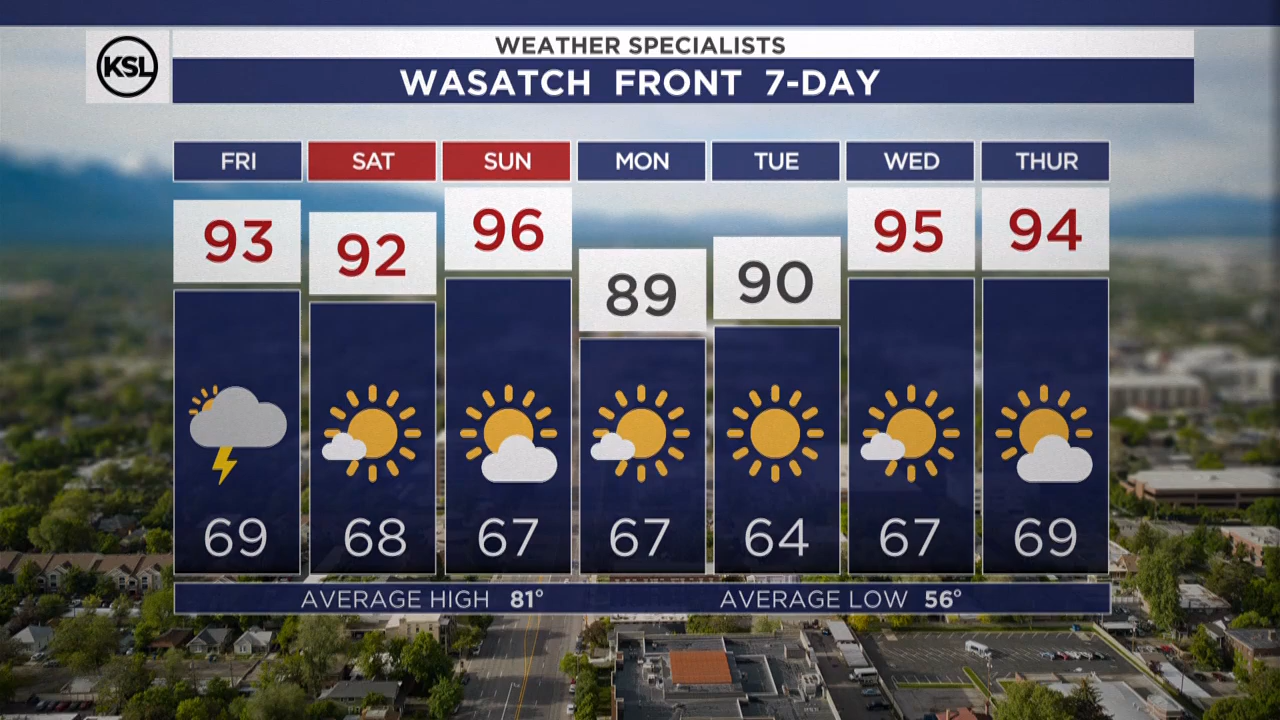 KSL
WEATHER SPECIALISTS
WASATCH FRONT 7-DAY
FRI SAT SUN MON TUE WED THUR
93 92 96 89 90 95 94
69 68 67 67 64 67 69
AVERAGE HIGH 81° AVERAGE LOW 56°